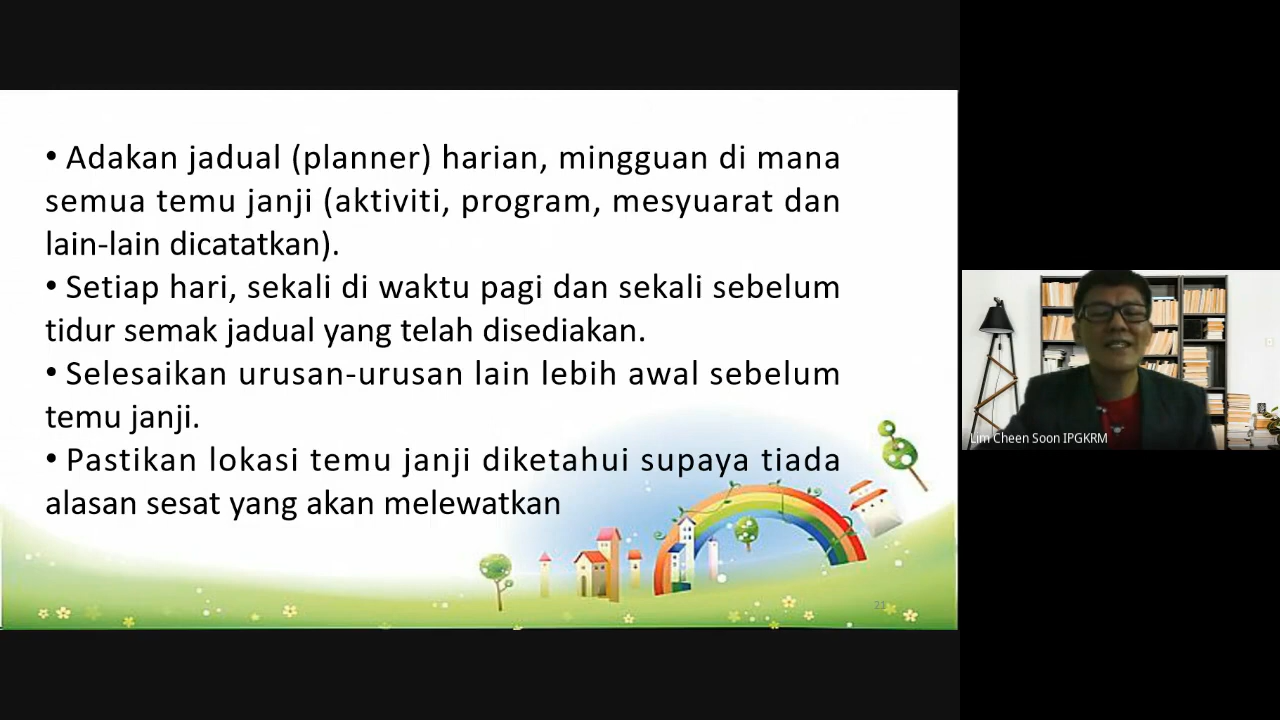 • Adakan jadual (planner) harian, mingguan di mana
semua temu janji (aktiviti, program, mesyuarat dan
lain-lain dicatatkan).
• Setiap hari, sekali di waktu pagi dan sekali sebelum
tidur semak jadual yang telah disediakan.
• Selesaikan urusan-urusan lain lebih awal sebelum
temu janji.
• Pastikan lokasi temu janji diketahui supaya tiada
alasan sesat yang akan melewatkan
Lim Cheen Soon IPGKRM